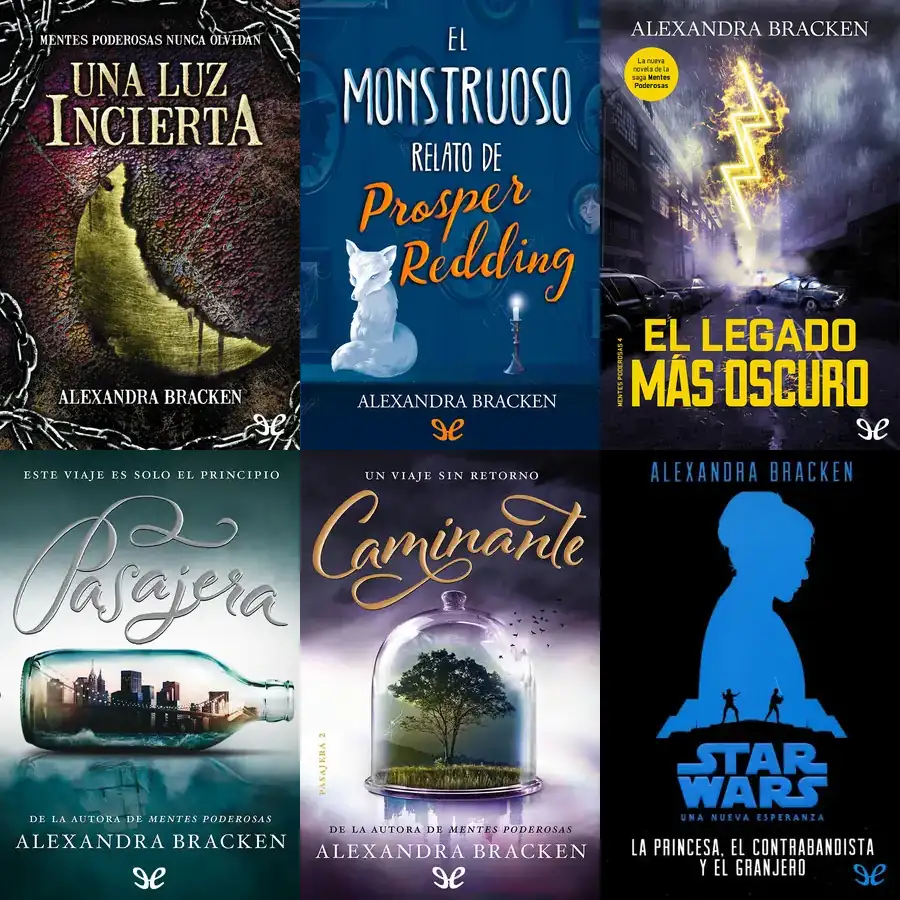 MENTES PODEROSAS NUNCA OLVIDAN
UNA LUZ
INCIERTA
ALEXANDRA BRACKEN
EL
MONSTRUOSO
RELATO DE
Prosper
Redding
ALEXANDRA BRACKEN
ALEXANDRA BRACKEN
La nueva
novela de la
saga Mentes
Poderosas
MENTES PODEROSAS 4
EL LEGADO
MÁS OSCURO
ESTE VIAJE ES SOLO EL PRINCIPIO
Pasajera
DE LA AUTORA DE MENTES PODEROSAS
ALEXANDRA BRACKEN
UN VIAJE SIN RETORNO
Caminante
PASAJERA 2
DE LA AUTORA DE MENTES PODEROSAS
ALEXANDRA BRACKEN
ALEXANDRA BRACKEN
STAR
WARS
UNA NUEVA ESPERANZA
LA PRINCESA, EL CONTRABANDISTA
Y EL GRANJERO